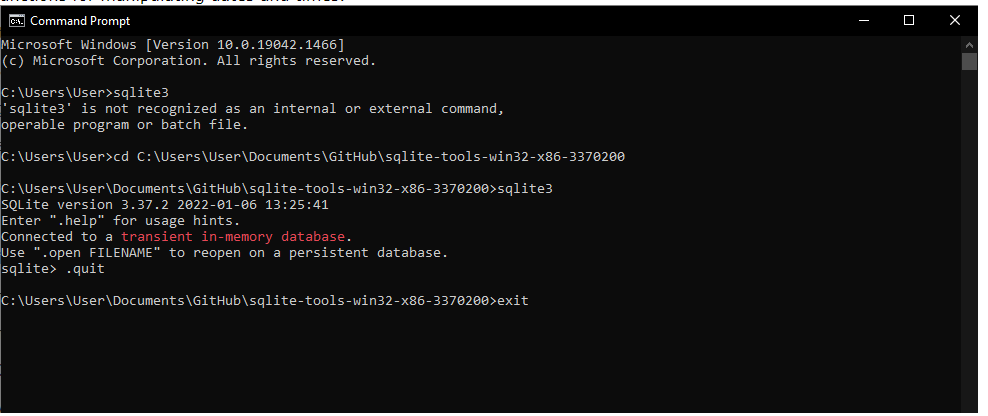 Command Prompt
Microsoft Windows [Version 10.0.19042.1466]
(c) Microsoft Corporation. All rights reserved.
C:\Users\User>sqlite3
'sqlite3' is not recognized as an internal or external command,
operable program or batch file.
C:\Users\User>cd C:\Users\User\Documents\GitHub\sqlite-tools-win32-x86-3370200
C:\Users\User\Documents\GitHub\sqlite-tools-win32-x86-3370200>sqlite3
SQLite version 3.37.2 2022-01-06 13:25:41
Enter ".help" for usage hints.
Connected to a transient in-memory database.
Use ".open FILENAME" to reopen on a persistent database.
sqlite> .quit
C:\Users\User\Documents\GitHub\sqlite-tools-win32-x86-3370200>exit